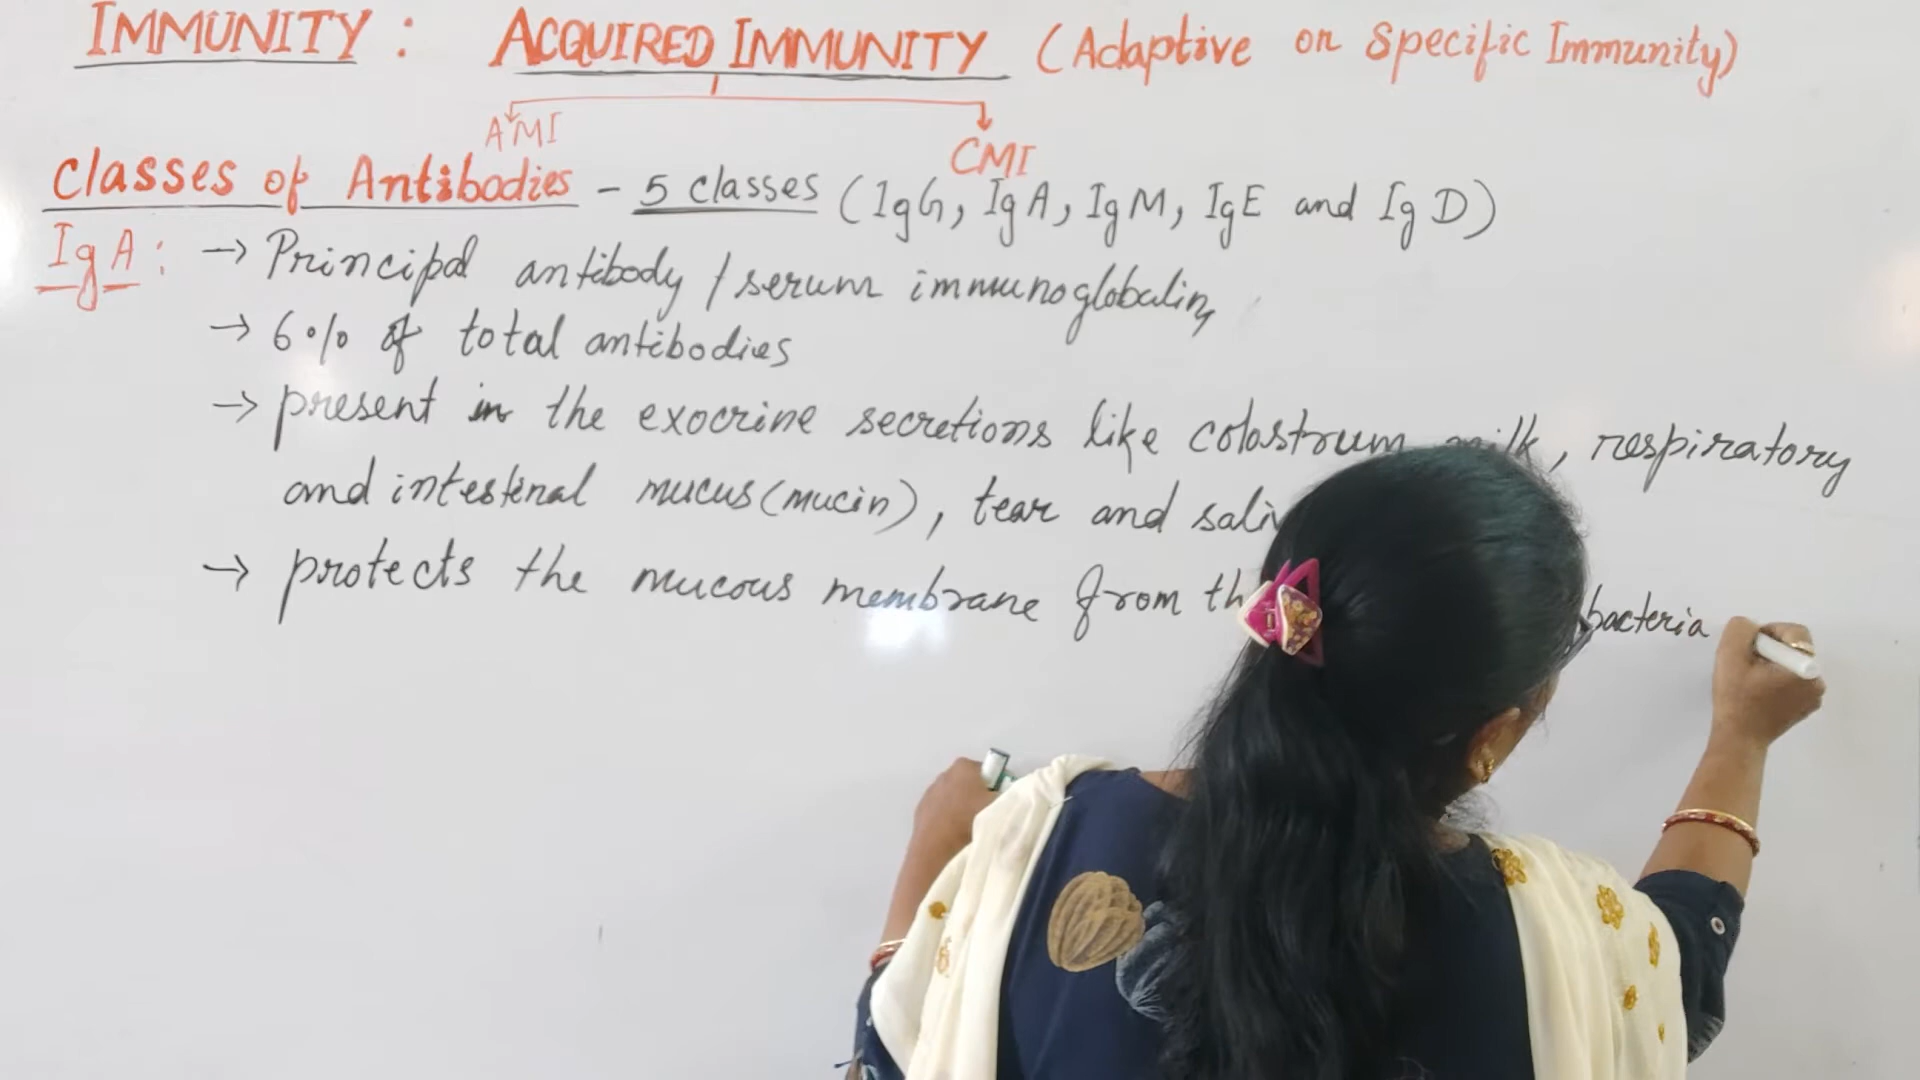 IMMUNITY : ACQUIRED IMMUNITY (Adaptive or Specific Immunity)
AMI
CMI
Classes of Antibodies - 5 classes (IgG, IgA, IgM, IgE and IgD)
IgA : → Principal antibody / serum immunoglobulin,
→ 6% of total antibodies
→ present in the exocrine secretions like colostrum milk, respiratory
and intestinal mucus (mucin), tear and
→ protects the mucous membrane from bacteria